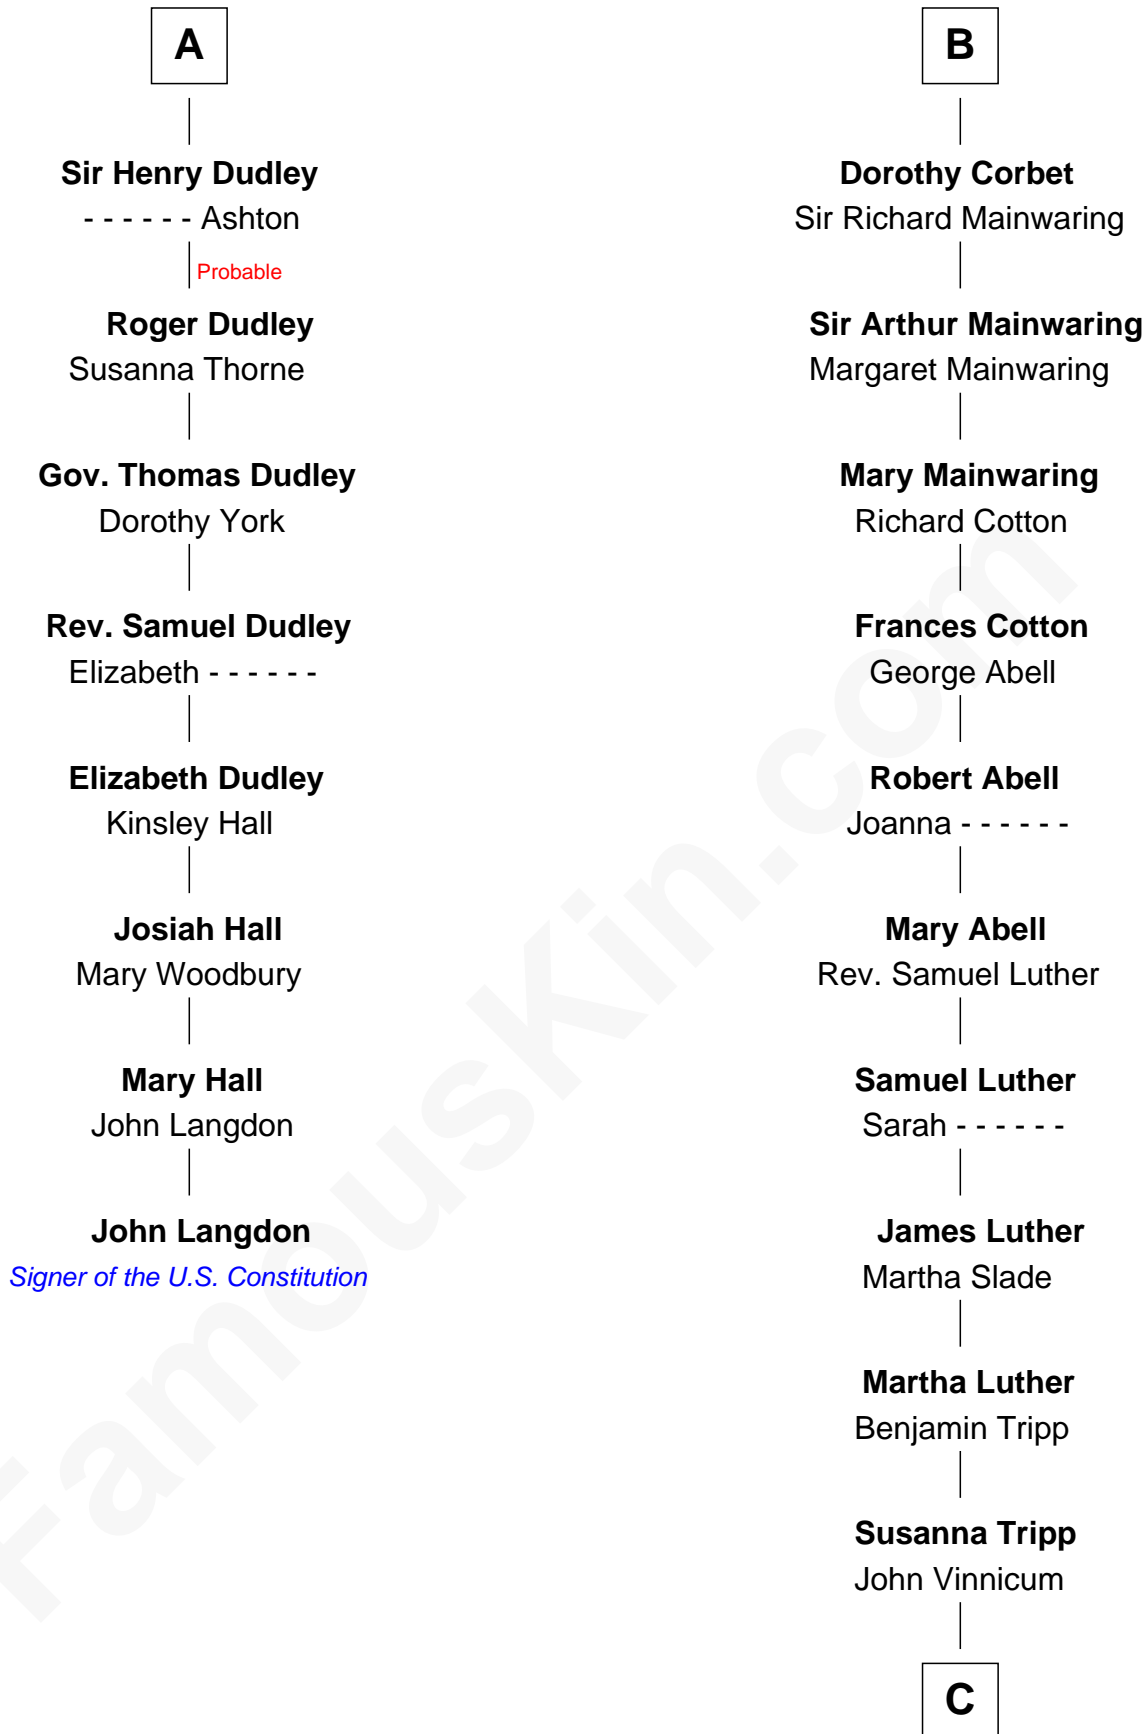 A
Sir Henry Dudley
- - - - - - Ashton
Probable
Roger Dudley
Susanna Thorne
Gov. Thomas Dudley
Dorothy York
Rev. Samuel Dudley
Elizabeth - - - - - -
Elizabeth Dudley
Kinsley Hall
Josiah Hall
Mary Woodbury
Mary Hall
John Langdon
John Langdon
Signer of the U.S. Constitution
B
Dorothy Corbet
Sir Richard Mainwaring
Sir Arthur Mainwaring
Margaret Mainwaring
Mary Mainwaring
Richard Cotton
Frances Cotton
George Abell
Robert Abell
Joanna - - - - - -
Mary Abell
Rev. Samuel Luther
Samuel Luther
Sarah - - - - - -
James Luther
Martha Slade
Martha Luther
Benjamin Tripp
Susanna Tripp
John Vinnicum
C
FamousKin.com